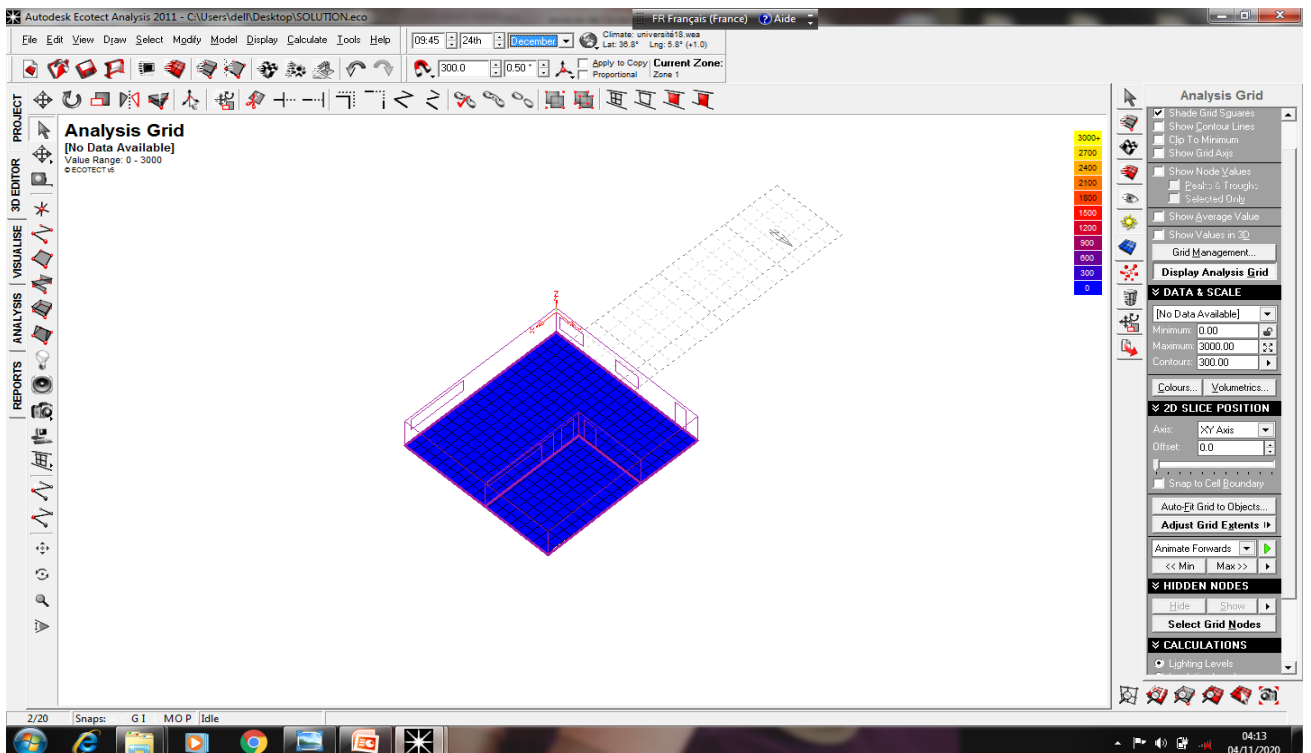 Autodesk Ecotect Analysis 2011 - C:\Users\dell\Desktop\SOLUTION.eco
FR Français (France) Aide
File Edit View Draw Select Modify Model Display Calculate Tools Help
09:45 24th December
Climate: université18.wea
Lat: 36.8° Lng: 5.8° (+1.0)
300.0 0.50 °
Apply to Copy
Proportional
Current Zone:
Zone 1
PROJECT
3D EDITOR
VISUALISE
ANALYSIS
REPORTS
Analysis Grid
[No Data Available]
Value Range: 0 - 3000
© ECOTECT v5
Z
3000+
2700
2400
2100
1800
1500
1200
900
600
300
0
Analysis Grid
Shade Grid Squares
Show Contour Lines
Clip To Minimum
Show Grid Axis
Show Node Values
Peaks & Troughs
Selected Only
Show Average Value
Show Values in 3D
Grid Management...
Display Analysis Grid
DATA & SCALE
[No Data Available]
Minimum: 0.00
Maximum: 3000.00
Contours: 300.00
Colours... Volumetrics...
2D SLICE POSITION
Axis: XY Axis
Offset: 0.0
Snap to Cell Boundary
Auto-Fit Grid to Objects...
Adjust Grid Extents
Animate Forwards
<< Min Max >>
HIDDEN NODES
Hide Show
Select Grid Nodes
CALCULATIONS
Lighting Levels
2/20 Snaps: G I M O P Idle
04:13
04/11/2020